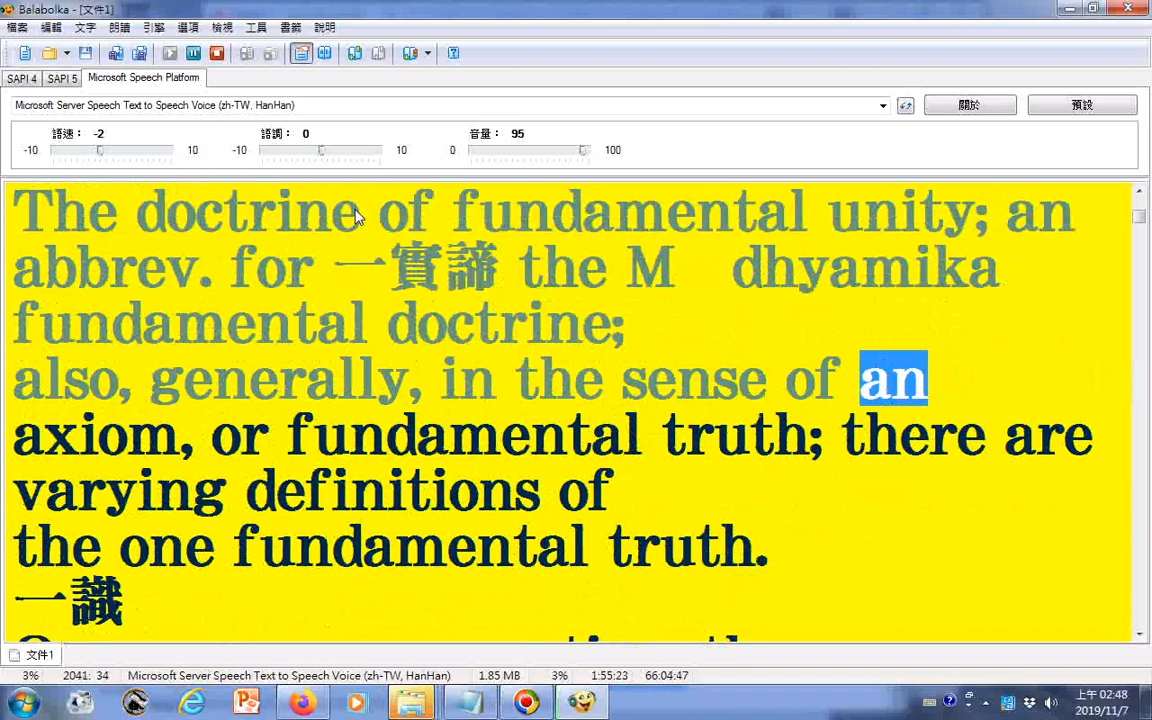 Balabolka - [文件1]
檔案 編輯 文字 朗讀 引擎 選項 檢視 工具 書籤 說明
SAPI 4 SAPI 5 Microsoft Speech Platform
Microsoft Server Speech Text to Speech Voice (zh-TW, HanHan) 關於 預設
語速： -2 語調： 0 音量： 95
-10 10 -10 10 0 100
The doctrine of fundamental unity; an
abbrev. for 一實諦 the M dhyamika
fundamental doctrine;
also, generally, in the sense of an
axiom, or fundamental truth; there are
varying definitions of
the one fundamental truth.
一識
文件1
3% 2041: 34 Microsoft Server Speech Text to Speech Voice (zh-TW, HanHan) 1.85 MB 3% 1:55:23 66:04:47
上午 02:48
2019/11/7